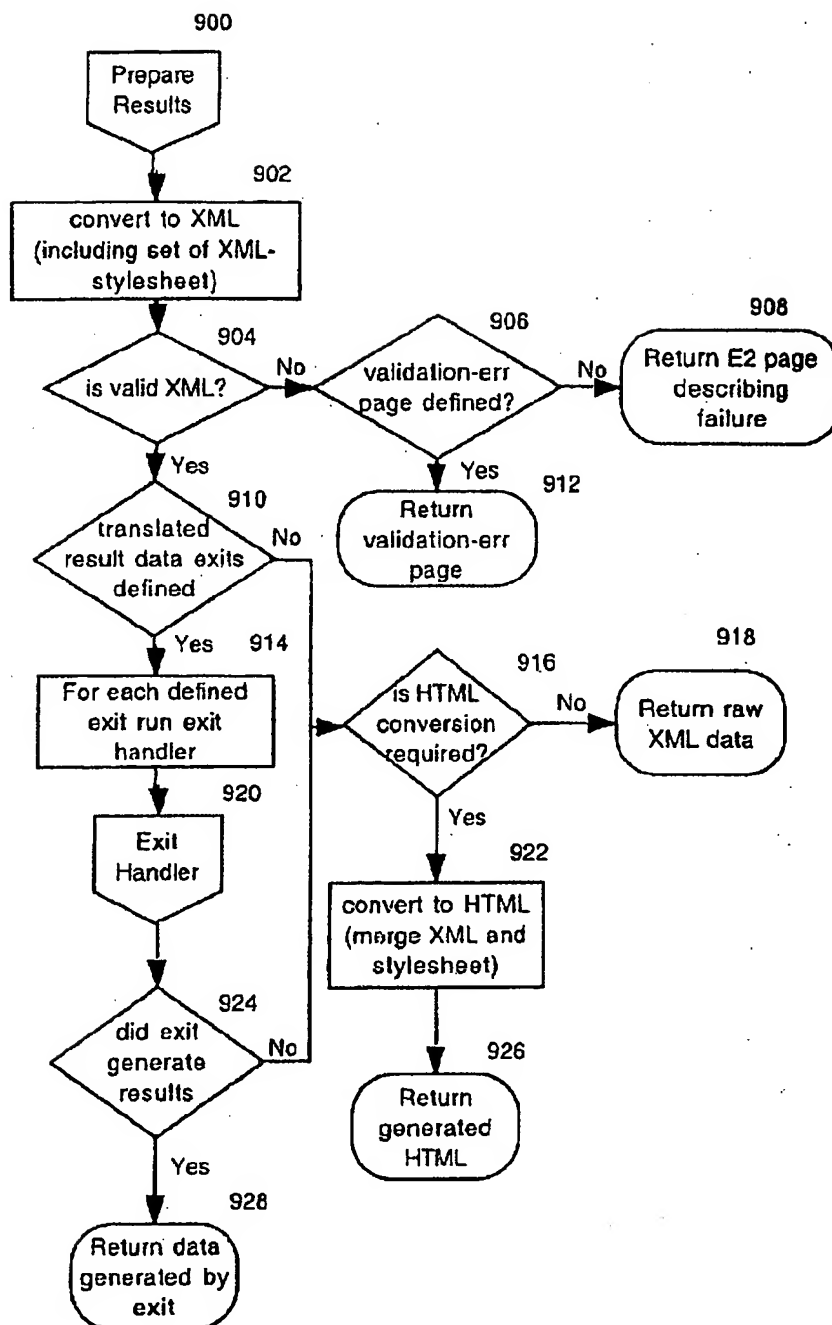 900
Prepare
Results
902
convert to XML
(including set of XML-
stylesheet)
904
is valid XML?
No
906
validation-err
page defined?
No
908
Return E2 page
describing
failure
Yes
Yes
912
Return
validation-err
page
910
translated
result data exits
defined
No
Yes
914
For each defined
exit run exit
handler
916
is HTML
conversion
required?
No
918
Return raw
XML data
920
Exit
Handler
Yes
922
convert to HTML
(merge XML and
stylesheet)
924
did exit
generate
results
No
926
Return
generated
HTML
Yes
928
Return data
generated by
exit